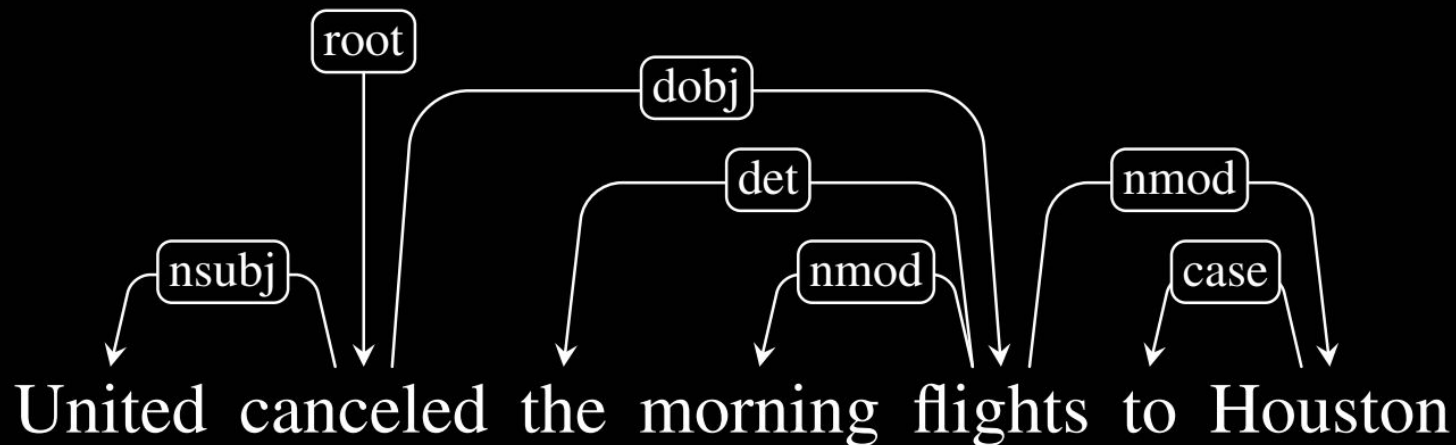 root
dobj
det nmod
nsubj nmod case
United canceled the morning flights to Houston